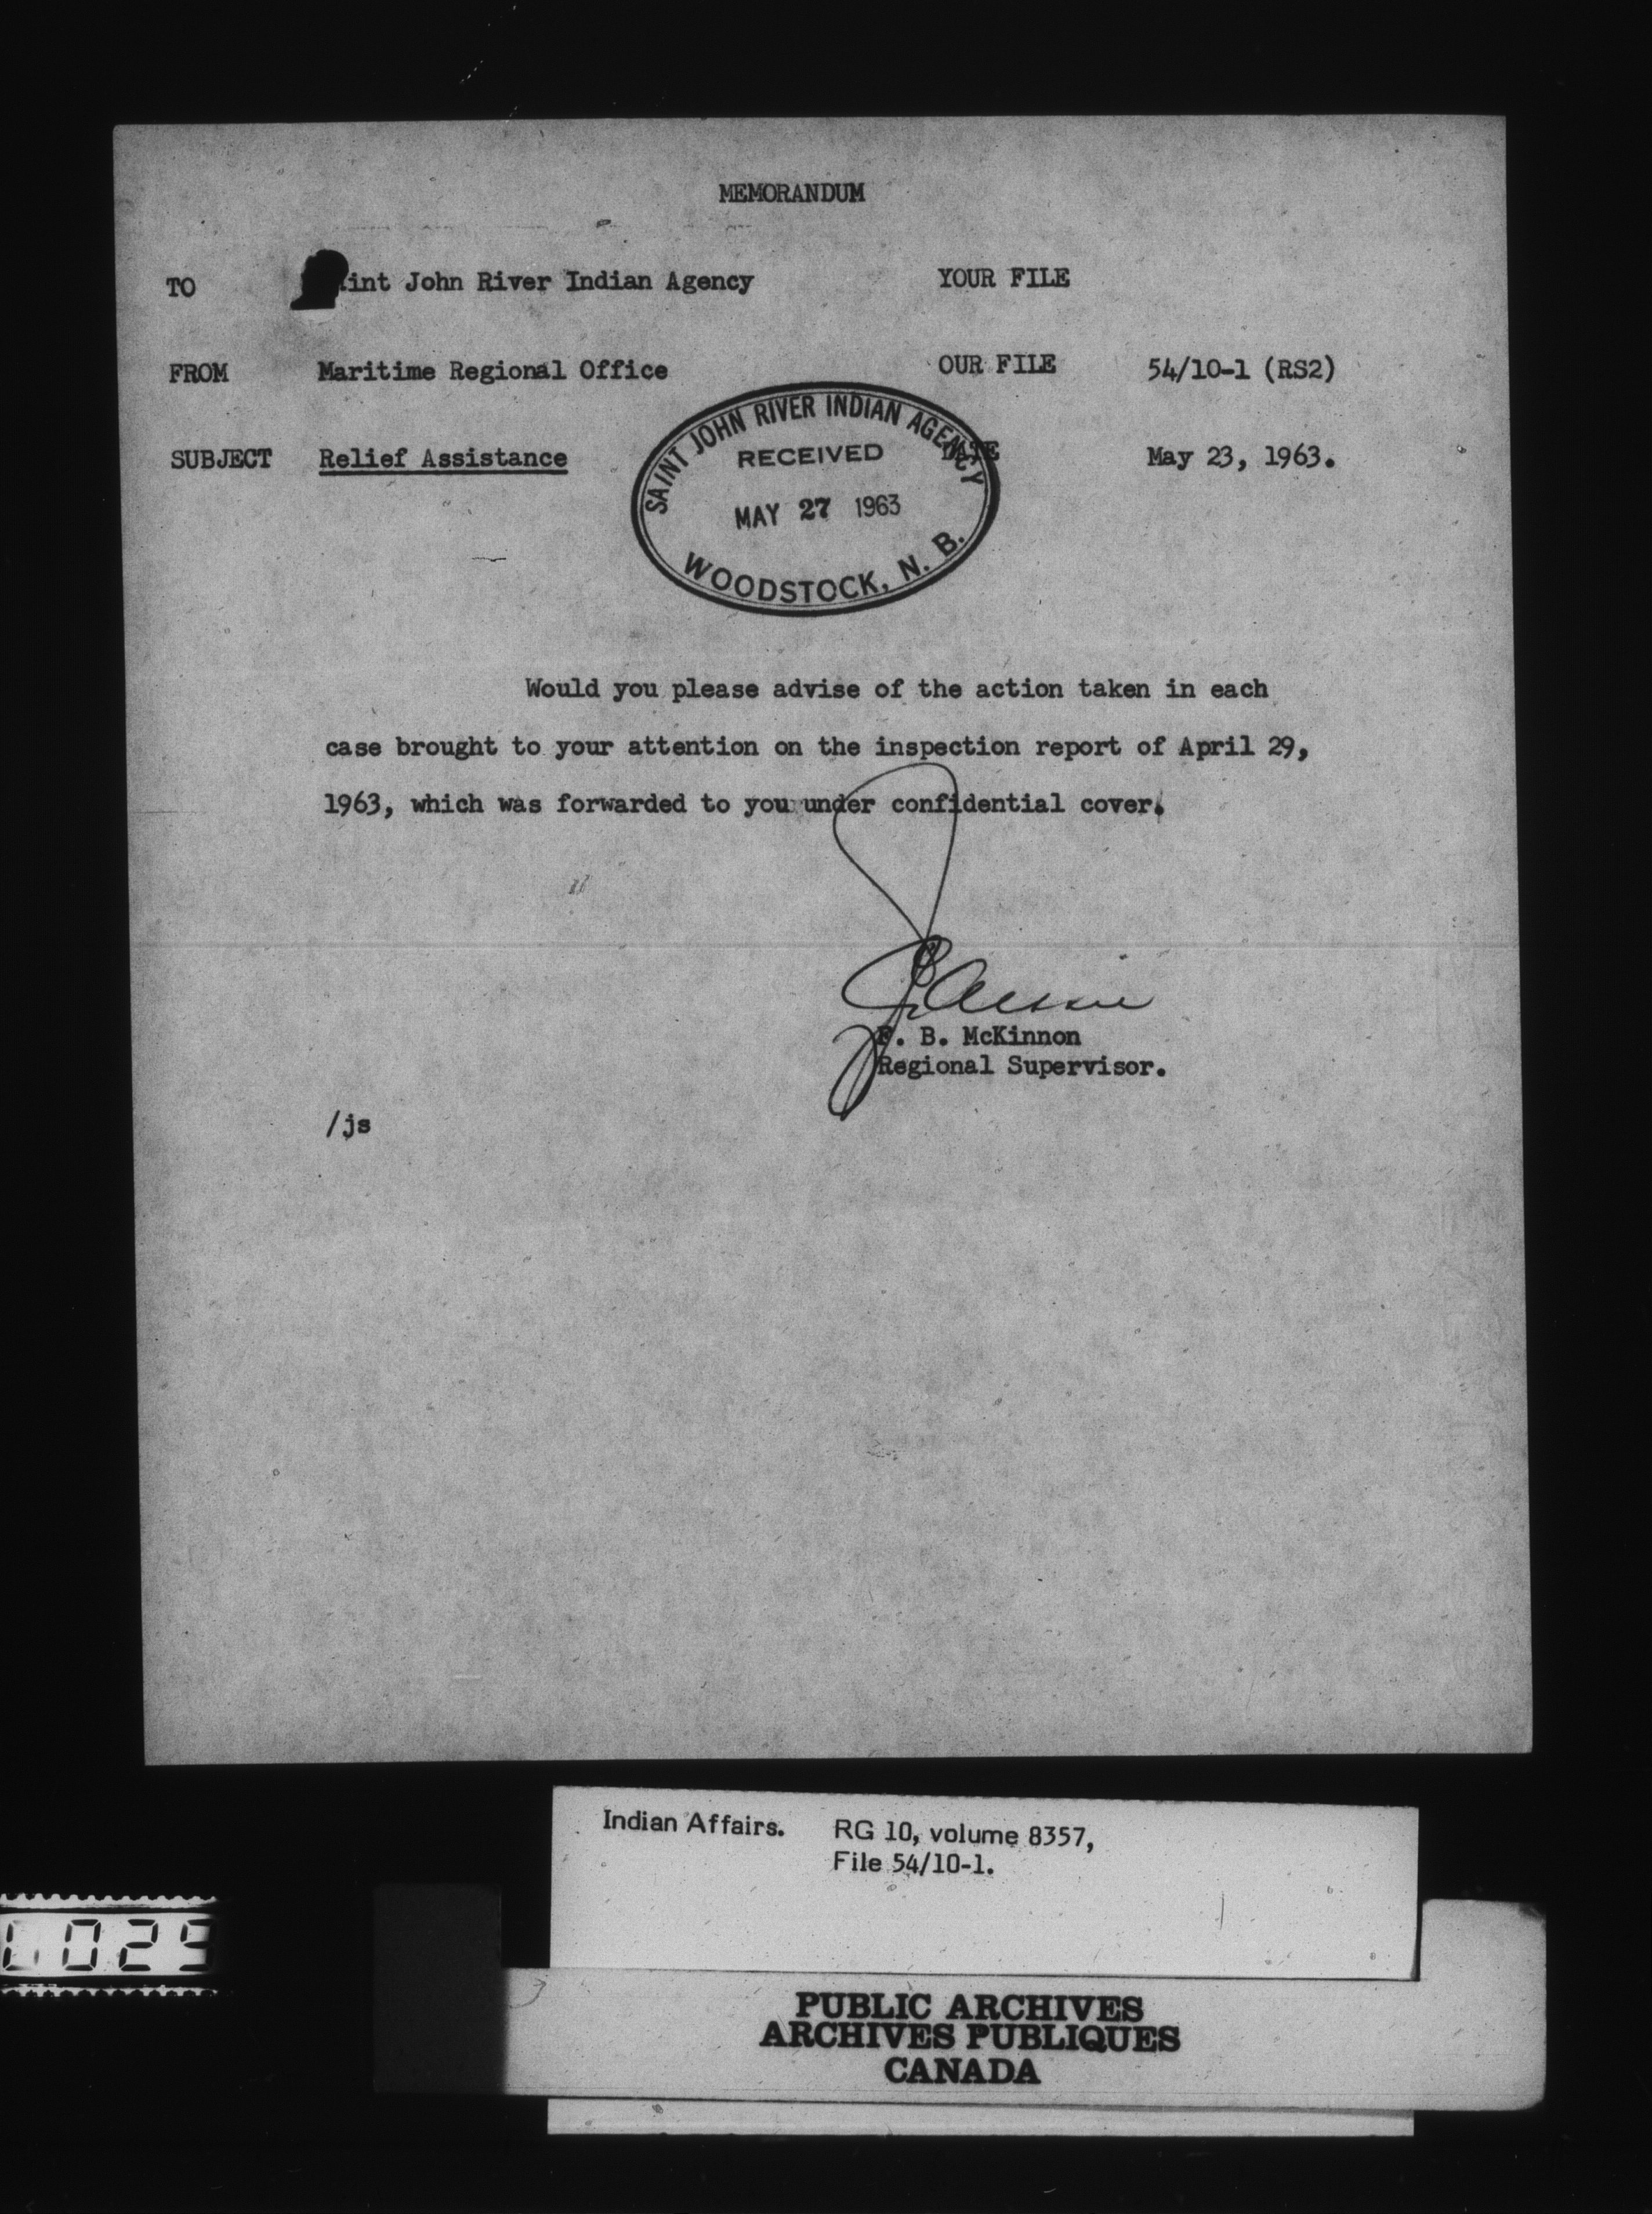 MEMORANDUM
TO int John River Indian Agency YOUR FILE
FROM Maritime Regional Office OUR FILE 54/10-1 (RS2)
SUBJECT Relief Assistance DATE May 23, 1963.
SAINT JOHN RIVER INDIAN AGENCY
RECEIVED
MAY 27 1963
WOODSTOCK, N. B.
Would you please advise of the action taken in each
case brought to your attention on the inspection report of April 29,
1963, which was forwarded to you under confidential cover.
F. B. McKinnon
Regional Supervisor.
/js
Indian Affairs. RG 10, volume 8357,
File 54/10-1.
PUBLIC ARCHIVES
ARCHIVES PUBLIQUES
CANADA